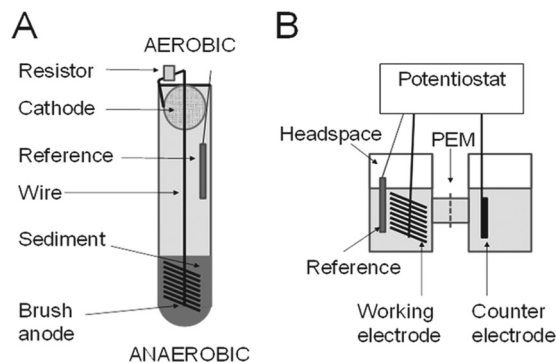 A
AEROBIC
Resistor
Cathode
Reference
Wire
Sediment
Brush
anode
ANAEROBIC
B
Potentiostat
Headspace
PEM
Reference
Working
electrode
Counter
electrode